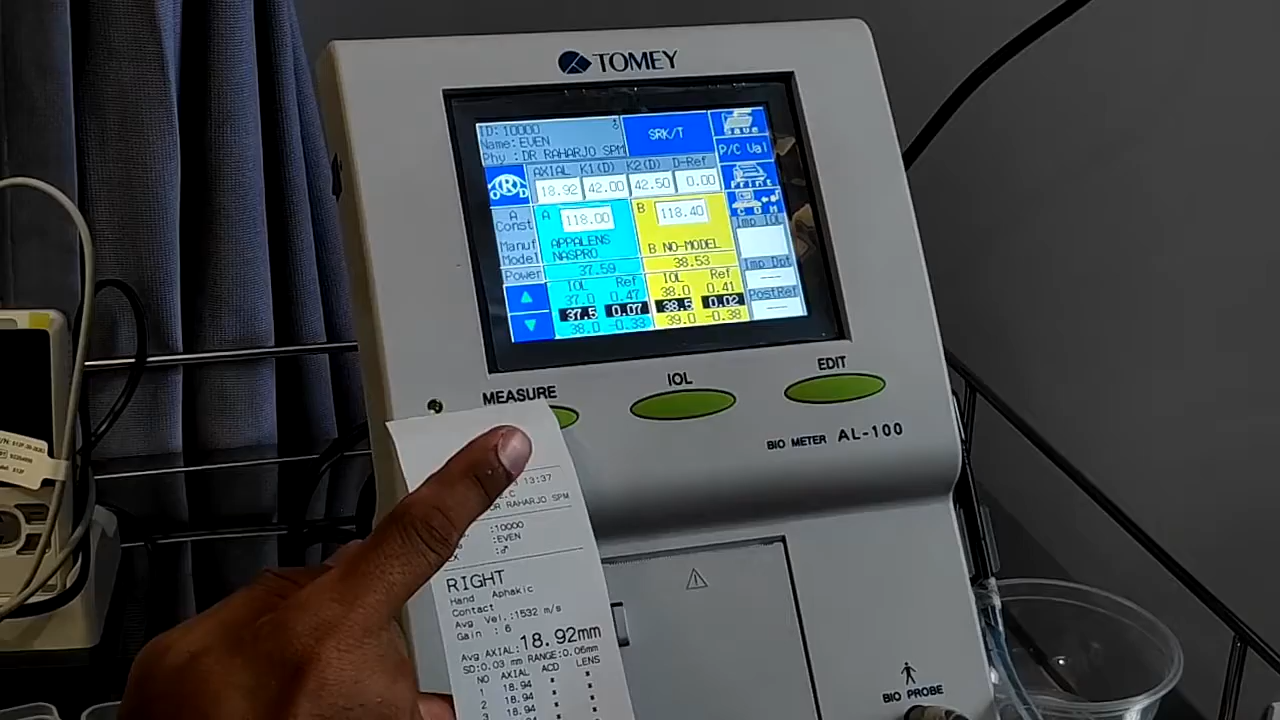 TOMEY
ID: 10000
Name: EVEN
Phy : DR RAHARJO SPM
SRK/T
Save
P/C Val
Print
COM
AXIAL K1(D) K2(D) D-Ref
18.92 42.00 42.50 0.00
A Const
A 118.00
B 118.40
Manuf
Model
APPALENS
NASPRO
B NO-MODEL
Power
37.59
38.53
IOL Ref
37.0 0.47
37.5 0.07
38.0 -0.33
IOL Ref
38.0 0.41
38.5 0.02
39.0 -0.38
Imp IOL
Imp Dpt
PostRef
MEASURE
IOL
EDIT
BIO METER AL-100
13:37
DR RAHARJO SPM
:10000
:EVEN
:♂
RIGHT
Hand Aphakic
Contact
Avg Vel.:1532 m/s
Gain : 6
Avg AXIAL:18.92mm
SD:0.03 mm RANGE:0.06mm
NO AXIAL ACD LENS
1 18.94 * *
2 18.94 * *
BIO PROBE